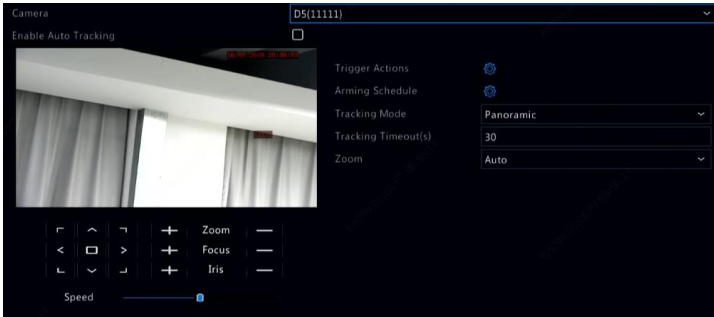 Camera
D5(11111)
Enable Auto Tracking
Trigger Actions
Arming Schedule
Tracking Mode
Panoramic
Tracking Timeout(s)
30
Zoom
Auto
Zoom
Focus
Iris
Speed